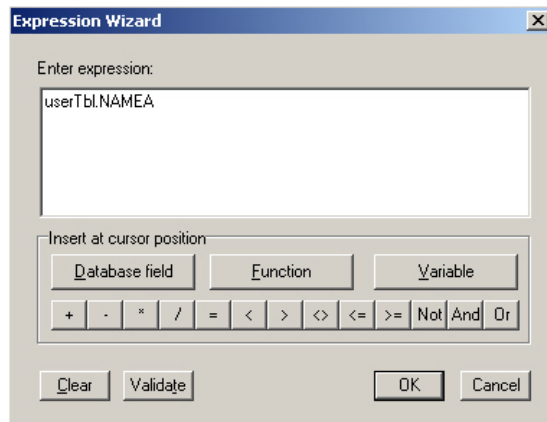 Expression Wizard
Enter expression:
userTbl.NAMEA
Insert at cursor position
Database field Function Variable
+ - * / = < > <> <= >= Not And Or
Clear Validate OK Cancel